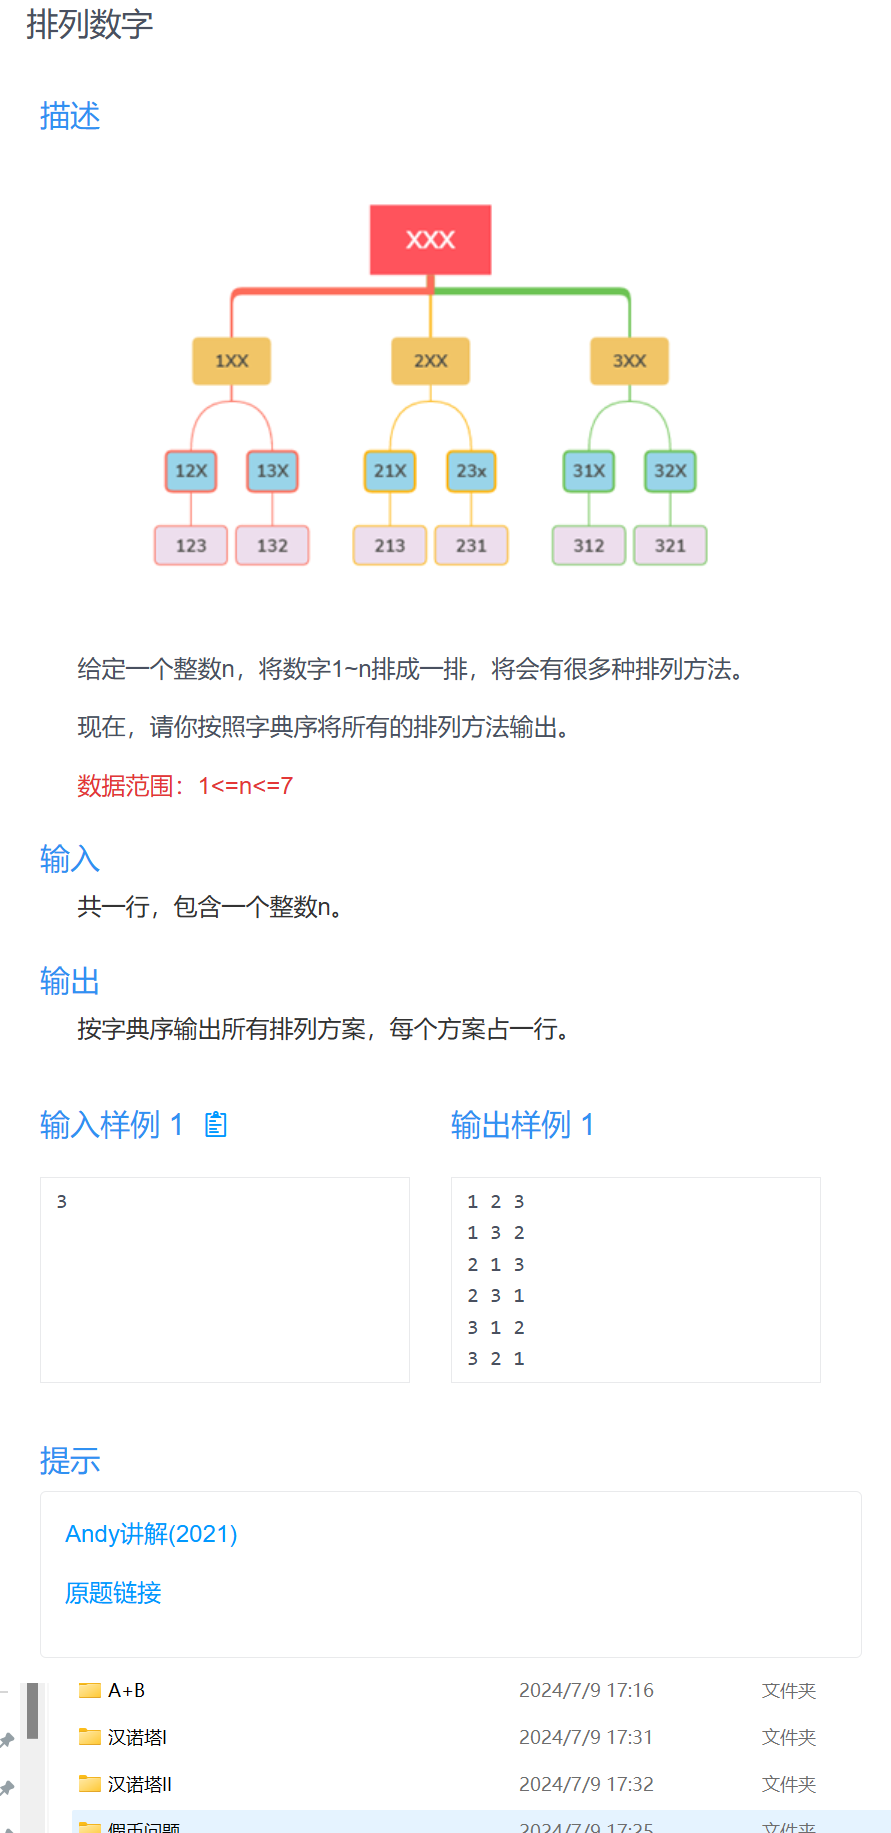 排列数字
描述
XXX
1XX 2XX 3XX
12X 13X 21X 23x 31X 32X
123 132 213 231 312 321
给定一个整数n，将数字1~n排成一排，将会有很多种排列方法。
现在，请你按照字典序将所有的排列方法输出。
数据范围：1<=n<=7
输入
共一行，包含一个整数n。
输出
按字典序输出所有排列方案，每个方案占一行。
输入样例 1
3
输出样例 1
1 2 3
1 3 2
2 1 3
2 3 1
3 1 2
3 2 1
提示
Andy讲解(2021)
原题链接
A+B 2024/7/9 17:16 文件夹
汉诺塔I 2024/7/9 17:31 文件夹
汉诺塔II 2024/7/9 17:32 文件夹
假币问题 2024/7/9 17:25 文件夹